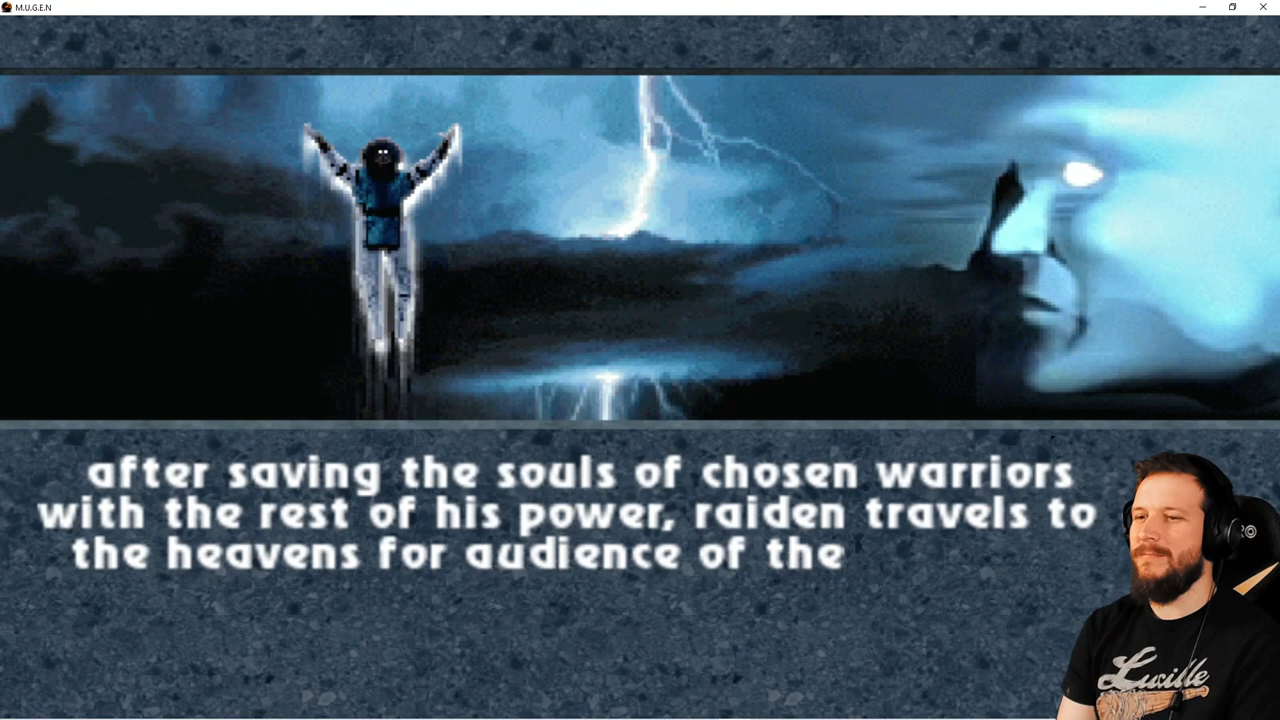 M.U.G.E.N
after saving the souls of chosen warriors
with the rest of his power, raiden travels to
the heavens for audience of the
Lucille